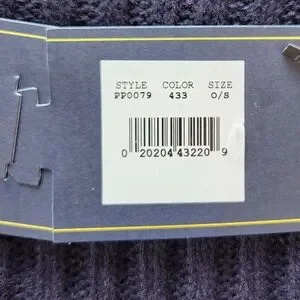 STYLE COLOR SIZE
PP0079 433 O/S
0 20204 43220 9